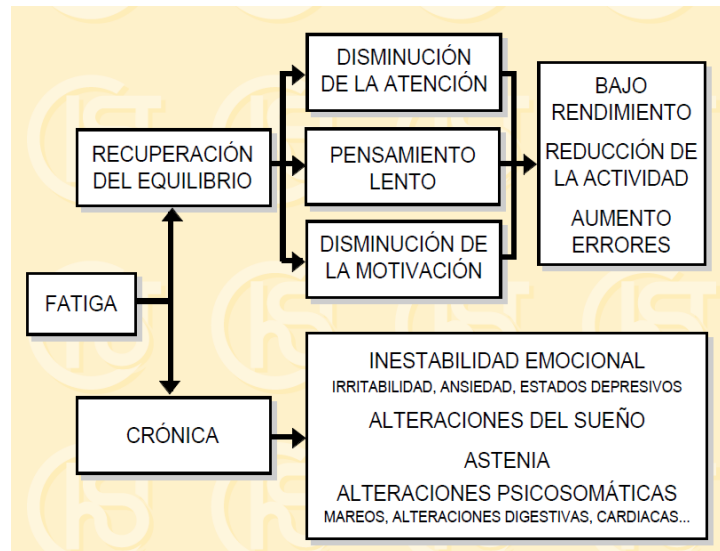 DISMINUCIÓN
DE LA ATENCIÓN
BAJO
RENDIMIENTO
REDUCCIÓN DE
LA ACTIVIDAD
AUMENTO
ERRORES
RECUPERACIÓN
DEL EQUILIBRIO
PENSAMIENTO
LENTO
DISMINUCIÓN DE
LA MOTIVACIÓN
FATIGA
CRÓNICA
INESTABILIDAD EMOCIONAL
IRRITABILIDAD, ANSIEDAD, ESTADOS DEPRESIVOS
ALTERACIONES DEL SUEÑO
ASTENIA
ALTERACIONES PSICOSOMÁTICAS
MAREOS, ALTERACIONES DIGESTIVAS, CARDIACAS...